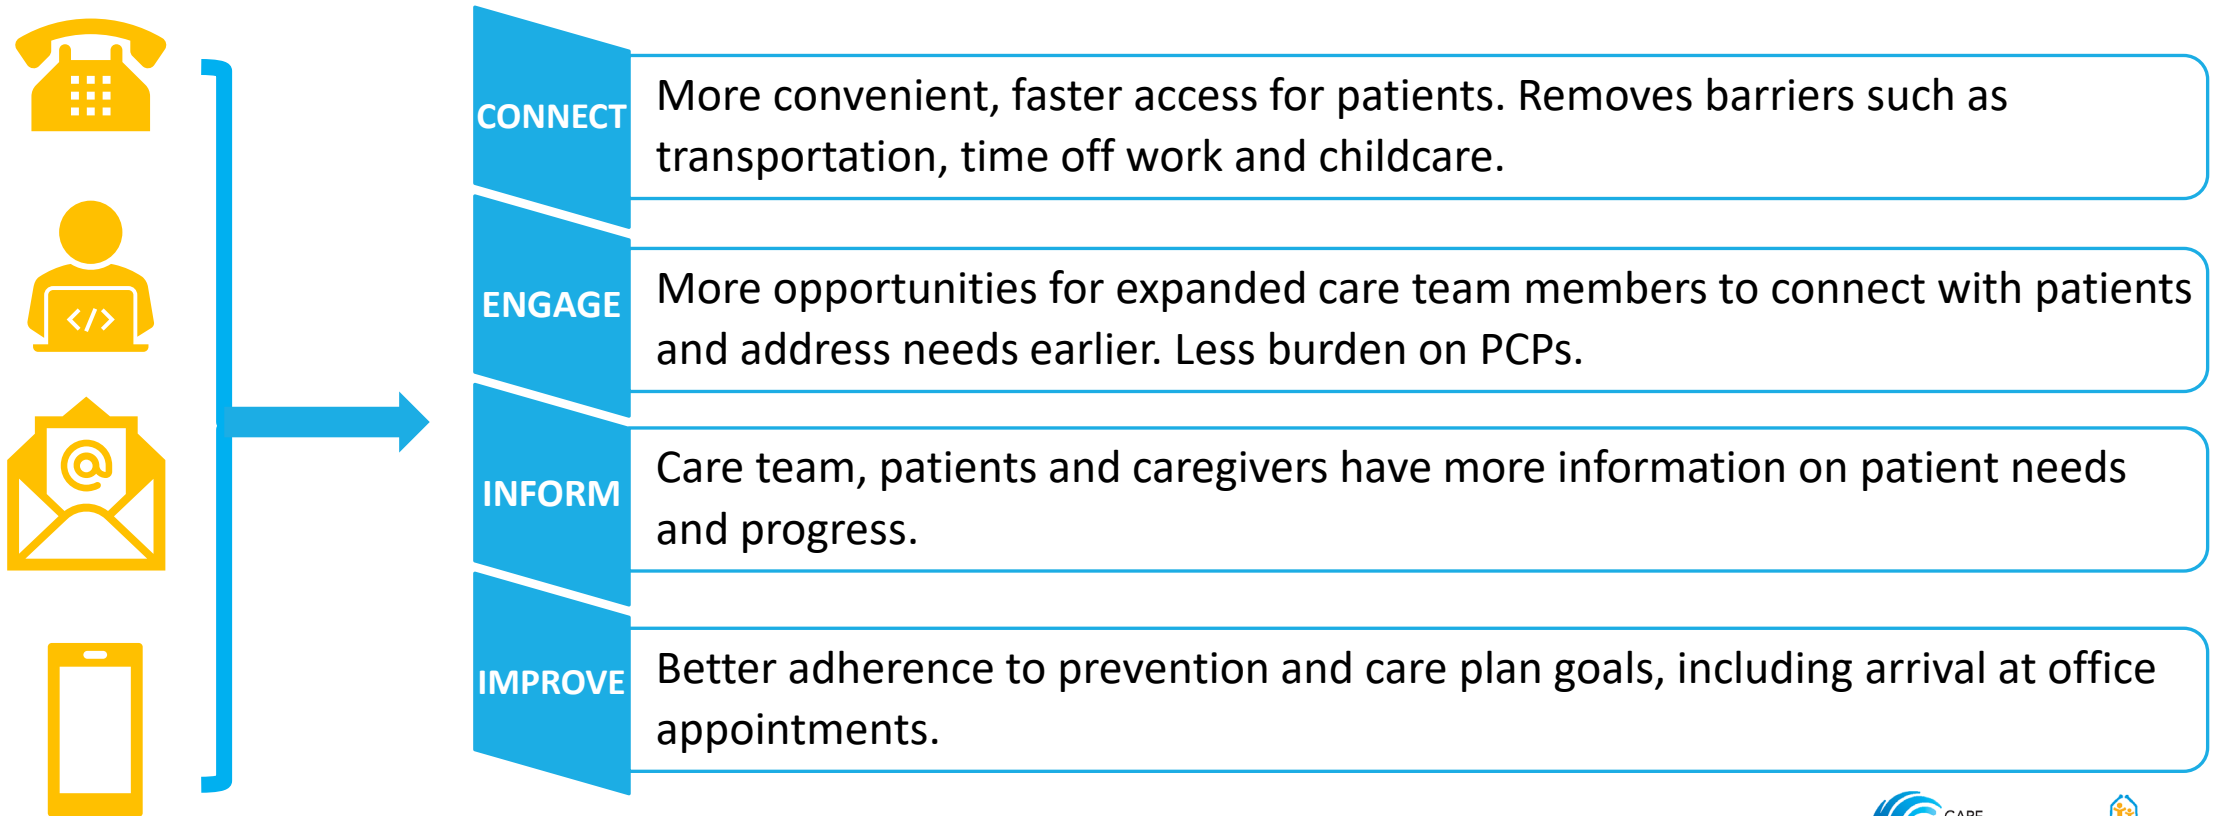 CONNECT
More convenient, faster access for patients. Removes barriers such as
transportation, time off work and childcare.
ENGAGE
More opportunities for expanded care team members to connect with patients
and address needs earlier. Less burden on PCPs.
INFORM
Care team, patients and caregivers have more information on patient needs
and progress.
IMPROVE
Better adherence to prevention and care plan goals, including arrival at office
appointments.